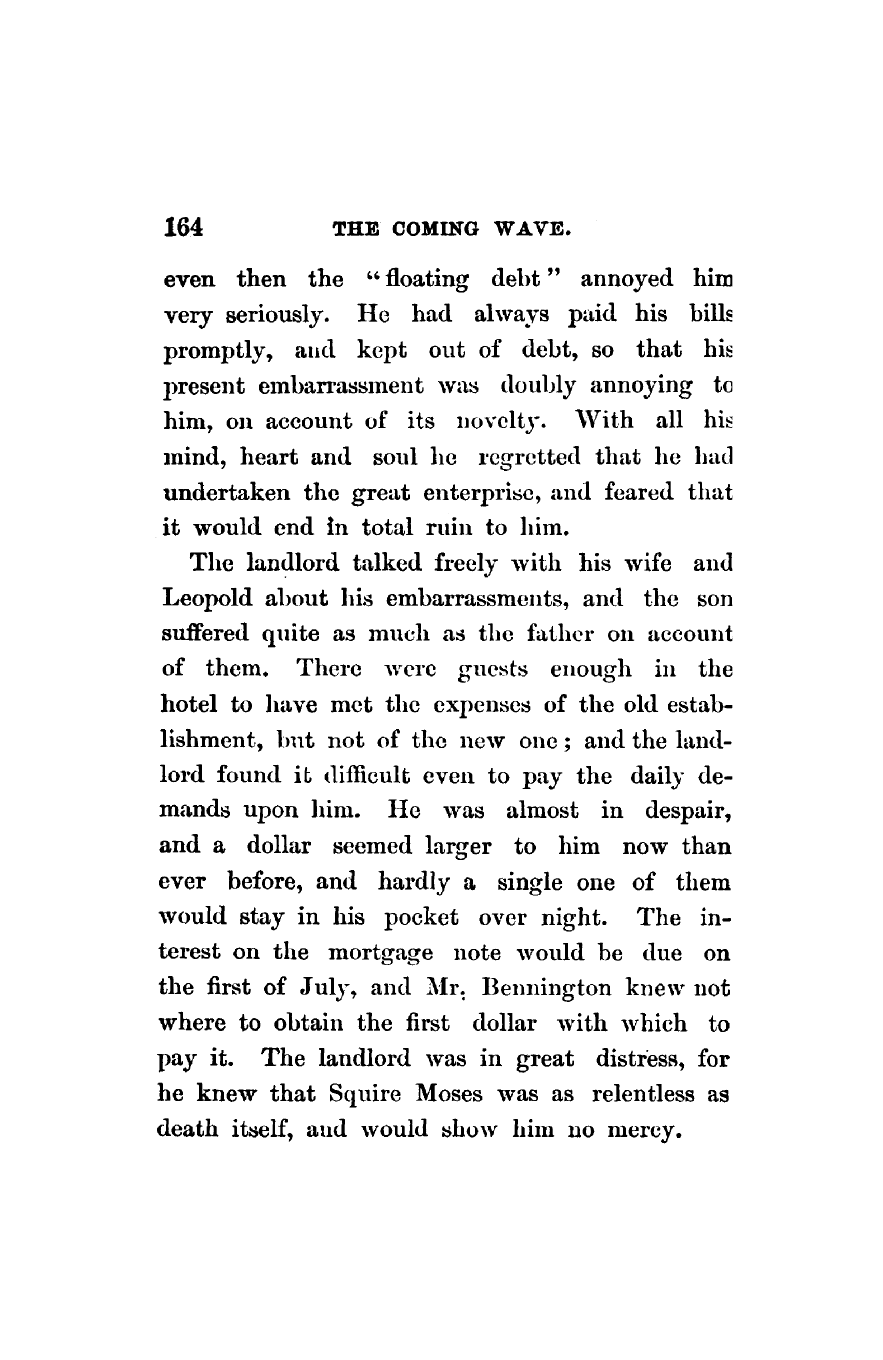 164 THE COMING WAVE.
even then the “floating debt” annoyed him
very seriously. He had always paid his bills
promptly, and kept out of debt, so that his
present embarrassment was doubly annoying to
him, on account of its novelty. With all his
mind, heart and soul he regretted that he had
undertaken the great enterprise, and feared that
it would end in total ruin to him.
The landlord talked freely with his wife and
Leopold about his embarrassments, and the son
suffered quite as much as the father on account
of them. There were guests enough in the
hotel to have met the expenses of the old estab-
lishment, but not of the new one; and the land-
lord found it difficult even to pay the daily de-
mands upon him. He was almost in despair,
and a dollar seemed larger to him now than
ever before, and hardly a single one of them
would stay in his pocket over night. The in-
terest on the mortgage note would be due on
the first of July, and Mr. Bennington knew not
where to obtain the first dollar with which to
pay it. The landlord was in great distress, for
he knew that Squire Moses was as relentless as
death itself, and would show him no mercy.